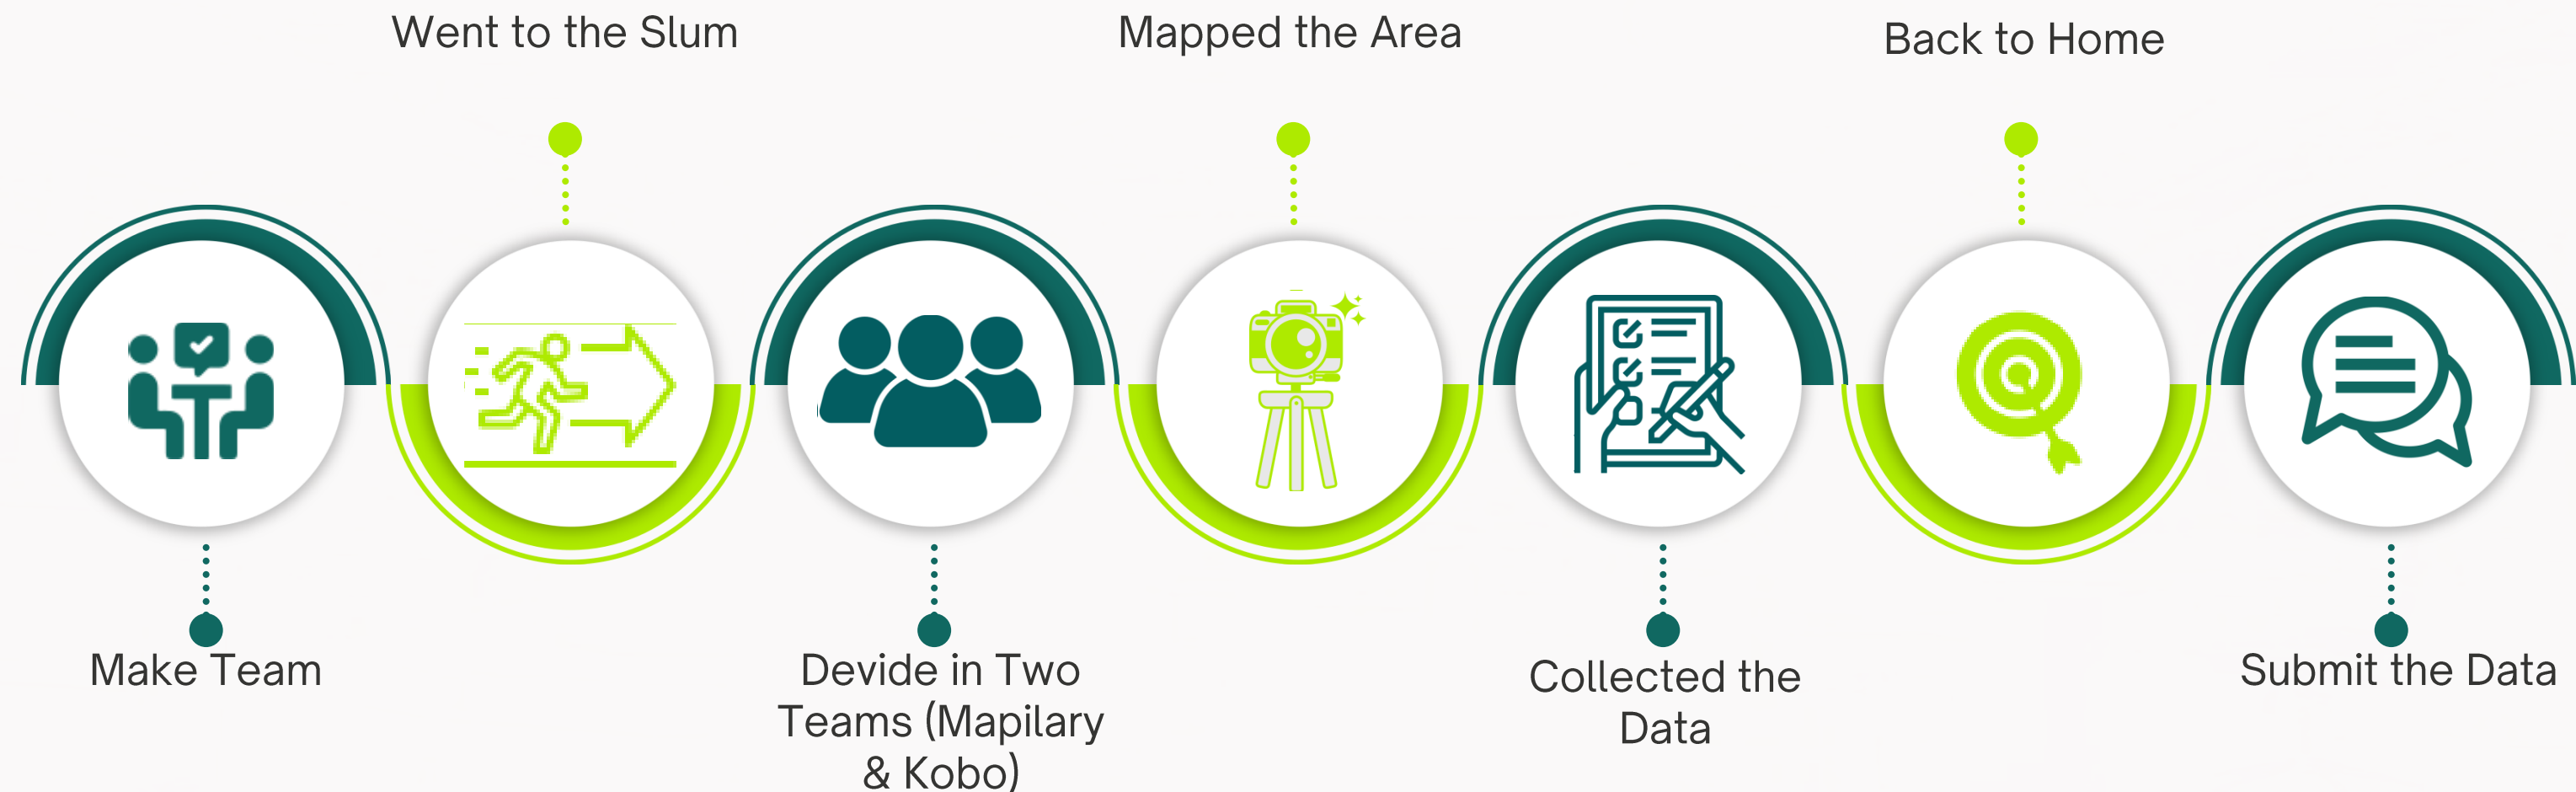 Went to the Slum
Mapped the Area
Back to Home
Make Team
Devide in Two
Teams (Mapilary
& Kobo)
Collected the
Data
Submit the Data